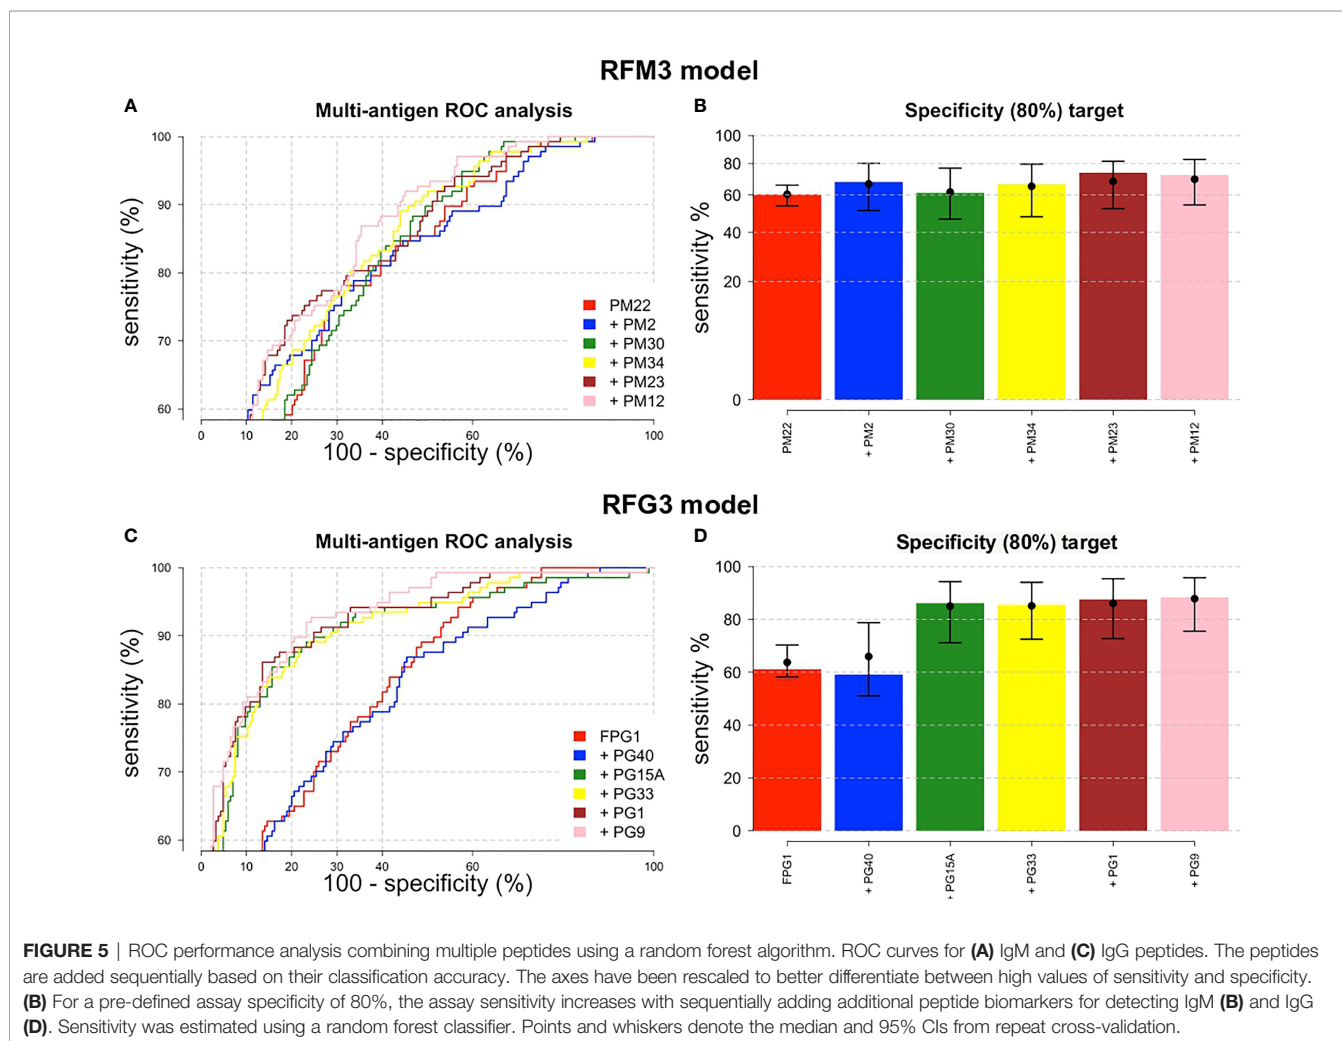 RFM3 model
A
Multi-antigen ROC analysis
sensitivity (%)
100
90
80
70
60
0
10
20
30
40
60
100
100 - specificity (%)
PM22
+ PM2
+ PM30
+ PM34
+ PM23
+ PM12
B
Specificity (80%) target
sensitivity %
100
80
60
40
20
0
PM22
+ PM2
+ PM30
+ PM34
+ PM23
+ PM12
RFG3 model
C
Multi-antigen ROC analysis
sensitivity (%)
100
90
80
70
60
0
10
20
30
40
60
100
100 - specificity (%)
FPG1
+ PG40
+ PG15A
+ PG33
+ PG1
+ PG9
D
Specificity (80%) target
sensitivity %
100
80
60
40
20
0
FPG1
+ PG40
+ PG15A
+ PG33
+ PG1
+ PG9
FIGURE 5 | ROC performance analysis combining multiple peptides using a random forest algorithm. ROC curves for (A) IgM and (C) IgG peptides. The peptides
are added sequentially based on their classification accuracy. The axes have been rescaled to better differentiate between high values of sensitivity and specificity.
(B) For a pre-defined assay specificity of 80%, the assay sensitivity increases with sequentially adding additional peptide biomarkers for detecting IgM (B) and IgG
(D). Sensitivity was estimated using a random forest classifier. Points and whiskers denote the median and 95% CIs from repeat cross-validation.